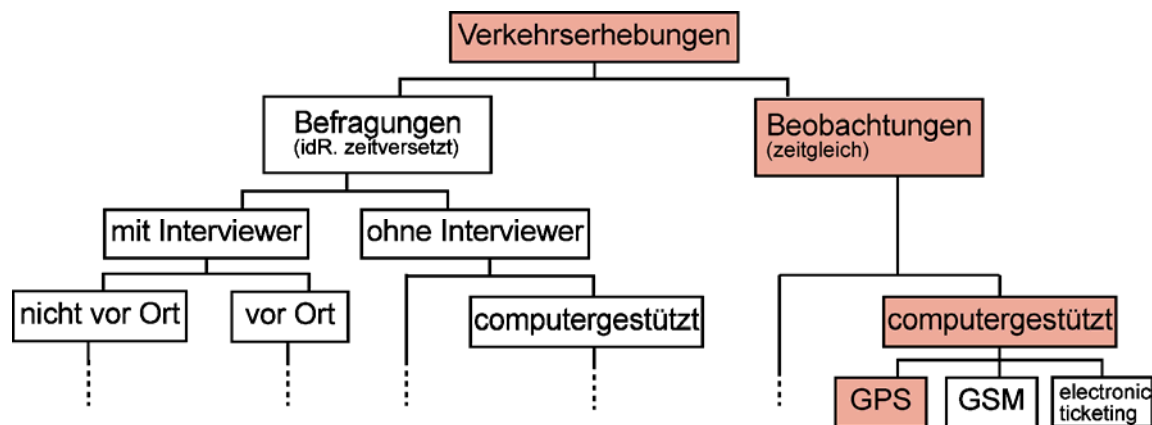 Verkehrserhebungen
Befragungen
(idR. zeitversetzt)
Beobachtungen
(zeitgleich)
mit Interviewer
ohne Interviewer
nicht vor Ort
vor Ort
computergestützt
computergestützt
GPS
GSM
electronic
ticketing